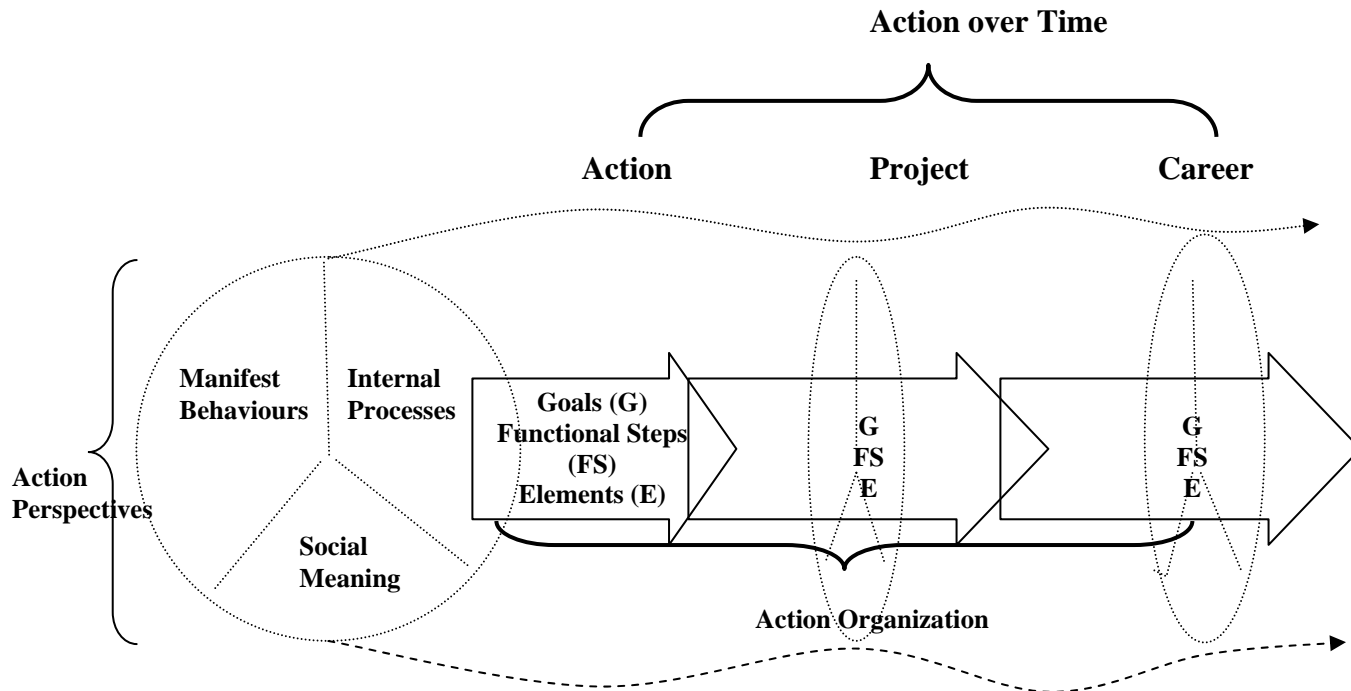 Action over Time
Action Project Career
Manifest
Behaviours
Internal
Processes
Social
Meaning
Action
Perspectives
Goals (G)
Functional Steps
(FS)
Elements (E)
G
FS
E
G
FS
E
Action Organization